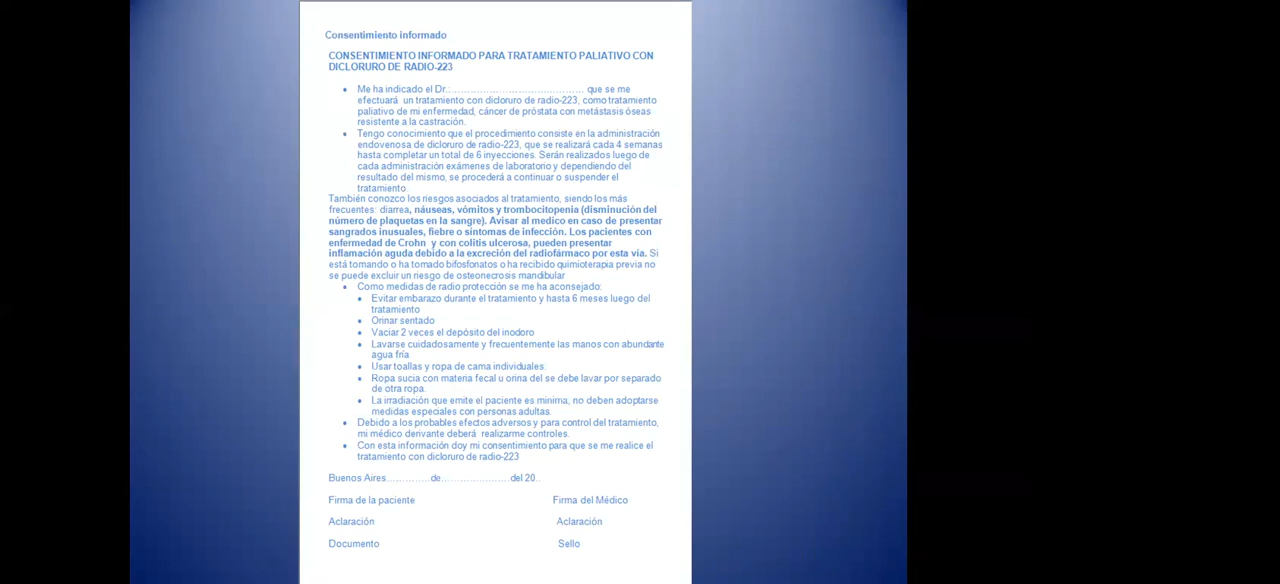 Consentimiento informado
CONSENTIMIENTO INFORMADO PARA TRATAMIENTO PALIATIVO CON
DICLORURO DE RADIO-223
• Me ha indicado el Dr.:………………………………… que se me
efectuará un tratamiento con dicloruro de radio-223, como tratamiento
paliativo de mi enfermedad, cáncer de próstata con metástasis óseas
resistente a la castración.
• Tengo conocimiento que el procedimiento consiste en la administración
endovenosa de dicloruro de radio-223, que se realizará cada 4 semanas
hasta completar un total de 6 inyecciones. Serán realizados luego de
cada administración exámenes de laboratorio y dependiendo del
resultado del mismo, se procederá a continuar o suspender el
tratamiento.
También conozco los riesgos asociados al tratamiento, siendo los más
frecuentes: diarrea, náuseas, vómitos y trombocitopenia (disminución del
número de plaquetas en la sangre). Avisar al medico en caso de presentar
sangrados inusuales, fiebre o síntomas de infección. Los pacientes con
enfermedad de Crohn y con colitis ulcerosa, pueden presentar
inflamación aguda debido a la excreción del radiofármaco por esta vía. Si
está tomando o ha tomado bifosfonatos o ha recibido quimioterapia previa no
se puede excluir un riesgo de osteonecrosis mandibular
• Como medidas de radio protección se me ha aconsejado:
• Evitar embarazo durante el tratamiento y hasta 6 meses luego del
tratamiento
• Orinar sentado
• Vaciar 2 veces el depósito del inodoro
• Lavarse cuidadosamente y frecuentemente las manos con abundante
agua fría
• Usar toallas y ropa de cama individuales.
• Ropa sucia con materia fecal u orina del se debe lavar por separado
de otra ropa.
• La irradiación que emite el paciente es minima, no deben adoptarse
medidas especiales con personas adultas.
• Debido a los probables efectos adversos y para control del tratamiento,
mi médico derivante deberá realizarme controles.
• Con esta información doy mi consentimiento para que se me realice el
tratamiento con dicloruro de radio-223
Buenos Aires…………..de………………….del 20..
Firma de la paciente Firma del Médico
Aclaración Aclaración
Documento Sello